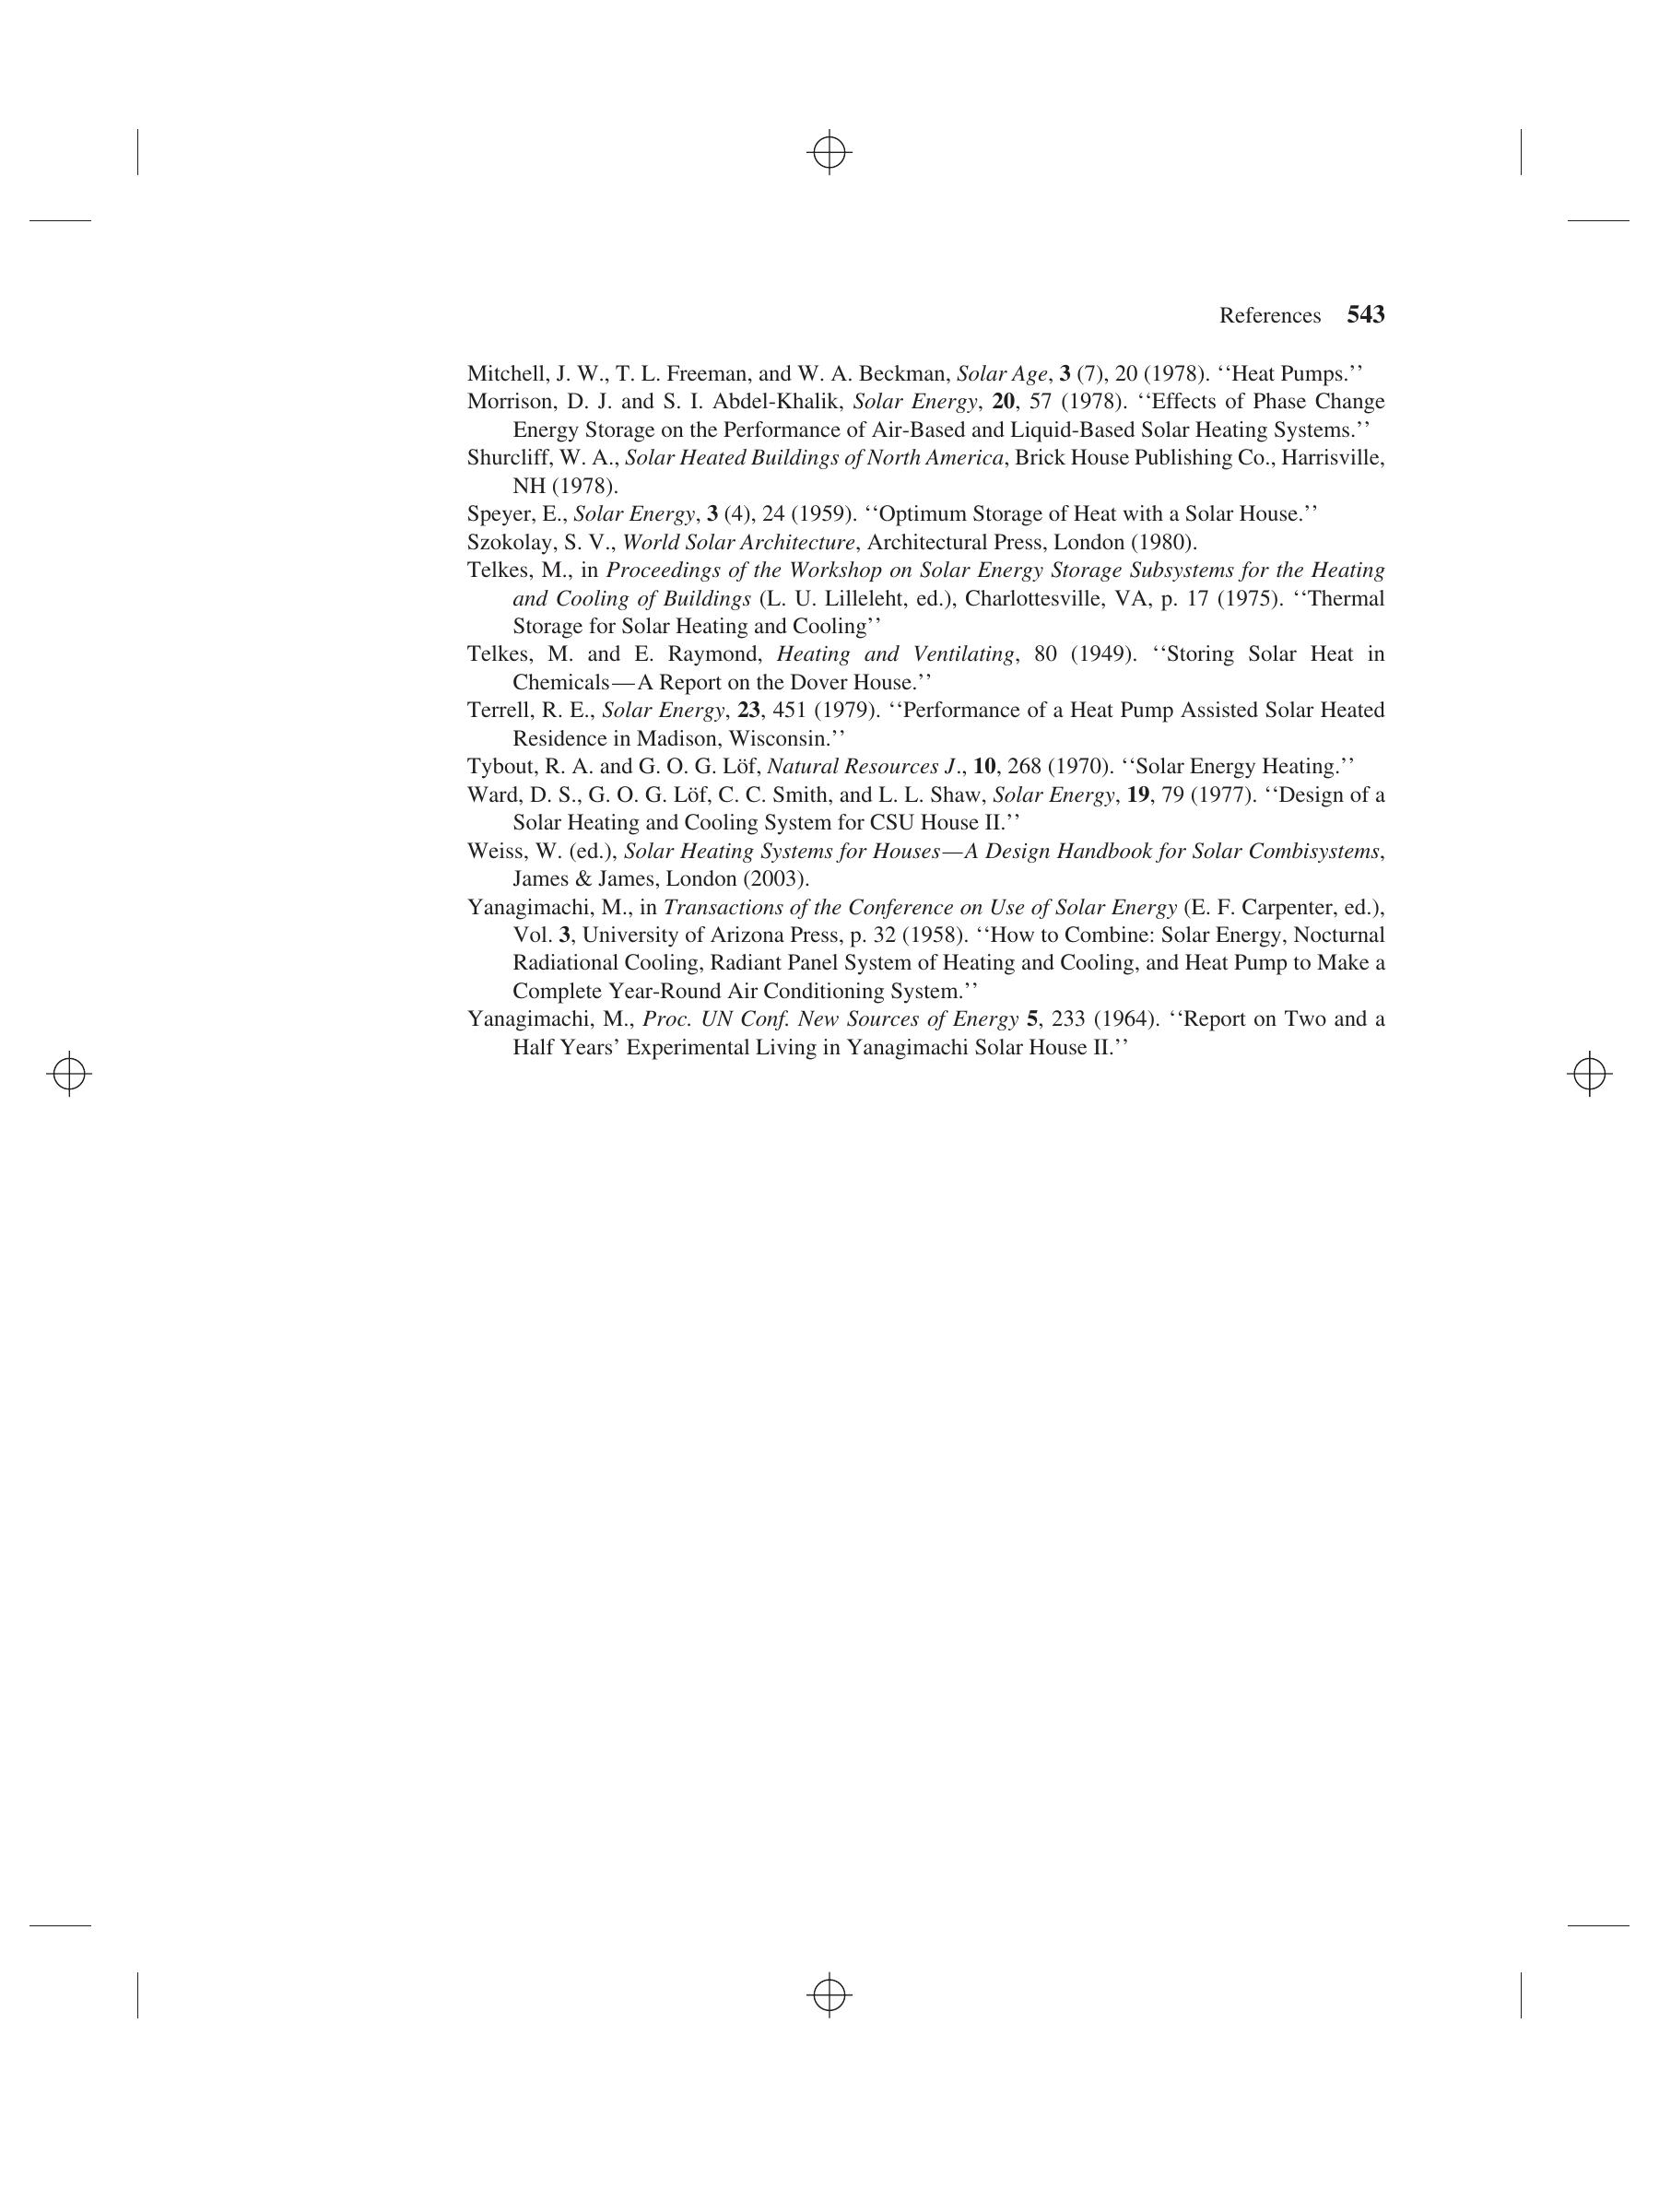 References 543
Mitchell, J. W., T. L. Freeman, and W. A. Beckman, Solar Age, 3 (7), 20 (1978). ‘‘Heat Pumps.’’
Morrison, D. J. and S. I. Abdel-Khalik, Solar Energy, 20, 57 (1978). ‘‘Effects of Phase Change
Energy Storage on the Performance of Air-Based and Liquid-Based Solar Heating Systems.’’
Shurcliff, W. A., Solar Heated Buildings of North America, Brick House Publishing Co., Harrisville,
NH (1978).
Speyer, E., Solar Energy, 3 (4), 24 (1959). ‘‘Optimum Storage of Heat with a Solar House.’’
Szokolay, S. V., World Solar Architecture, Architectural Press, London (1980).
Telkes, M., in Proceedings of the Workshop on Solar Energy Storage Subsystems for the Heating
and Cooling of Buildings (L. U. Lilleleht, ed.), Charlottesville, VA, p. 17 (1975). ‘‘Thermal
Storage for Solar Heating and Cooling’’
Telkes, M. and E. Raymond, Heating and Ventilating, 80 (1949). ‘‘Storing Solar Heat in
Chemicals—A Report on the Dover House.’’
Terrell, R. E., Solar Energy, 23, 451 (1979). ‘‘Performance of a Heat Pump Assisted Solar Heated
Residence in Madison, Wisconsin.’’
Tybout, R. A. and G. O. G. Löf, Natural Resources J., 10, 268 (1970). ‘‘Solar Energy Heating.’’
Ward, D. S., G. O. G. Löf, C. C. Smith, and L. L. Shaw, Solar Energy, 19, 79 (1977). ‘‘Design of a
Solar Heating and Cooling System for CSU House II.’’
Weiss, W. (ed.), Solar Heating Systems for Houses—A Design Handbook for Solar Combisystems,
James & James, London (2003).
Yanagimachi, M., in Transactions of the Conference on Use of Solar Energy (E. F. Carpenter, ed.),
Vol. 3, University of Arizona Press, p. 32 (1958). ‘‘How to Combine: Solar Energy, Nocturnal
Radiational Cooling, Radiant Panel System of Heating and Cooling, and Heat Pump to Make a
Complete Year-Round Air Conditioning System.’’
Yanagimachi, M., Proc. UN Conf. New Sources of Energy 5, 233 (1964). ‘‘Report on Two and a
Half Years’ Experimental Living in Yanagimachi Solar House II.’’